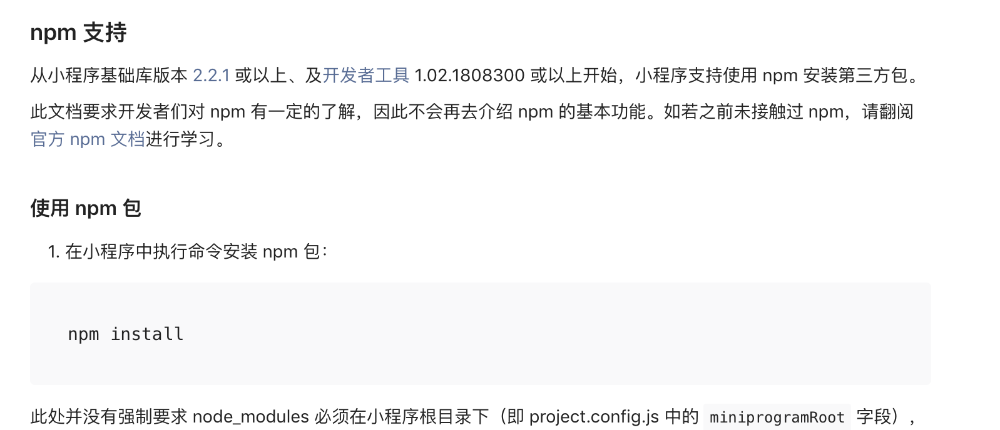 npm 支持
从小程序基础库版本 2.2.1 或以上、及开发者工具 1.02.1808300 或以上开始，小程序支持使用 npm 安装第三方包。
此文档要求开发者们对 npm 有一定的了解，因此不会再去介绍 npm 的基本功能。如若之前未接触过 npm，请翻阅
官方 npm 文档进行学习。
使用 npm 包
1. 在小程序中执行命令安装 npm 包：
npm install
此处并没有强制要求 node_modules 必须在小程序根目录下（即 project.config.js 中的 miniprogramRoot 字段），